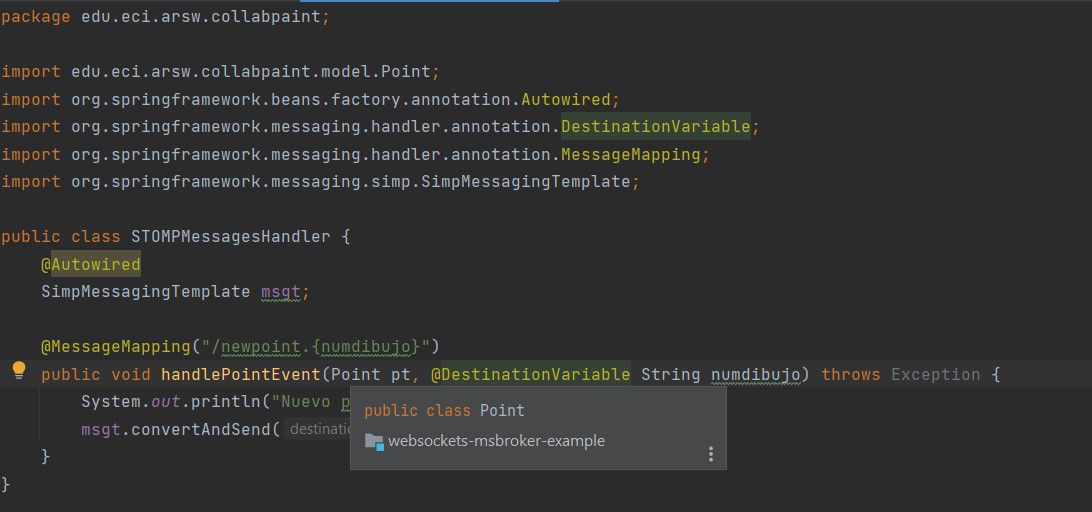 package edu.eci.arsw.collabpaint;
import edu.eci.arsw.collabpaint.model.Point;
import org.springframework.beans.factory.annotation.Autowired;
import org.springframework.messaging.handler.annotation.DestinationVariable;
import org.springframework.messaging.handler.annotation.MessageMapping;
import org.springframework.messaging.simp.SimpMessagingTemplate;
public class STOMPMessagesHandler {
@Autowired
SimpMessagingTemplate msgt;
@MessageMapping("/newpoint.{numdibujo}")
public void handlePointEvent(Point pt, @DestinationVariable String numdibujo) throws Exception {
System.out.println("Nuevo p
public class Point
msgt.convertAndSend(
websockets-msbroker-example
}
}